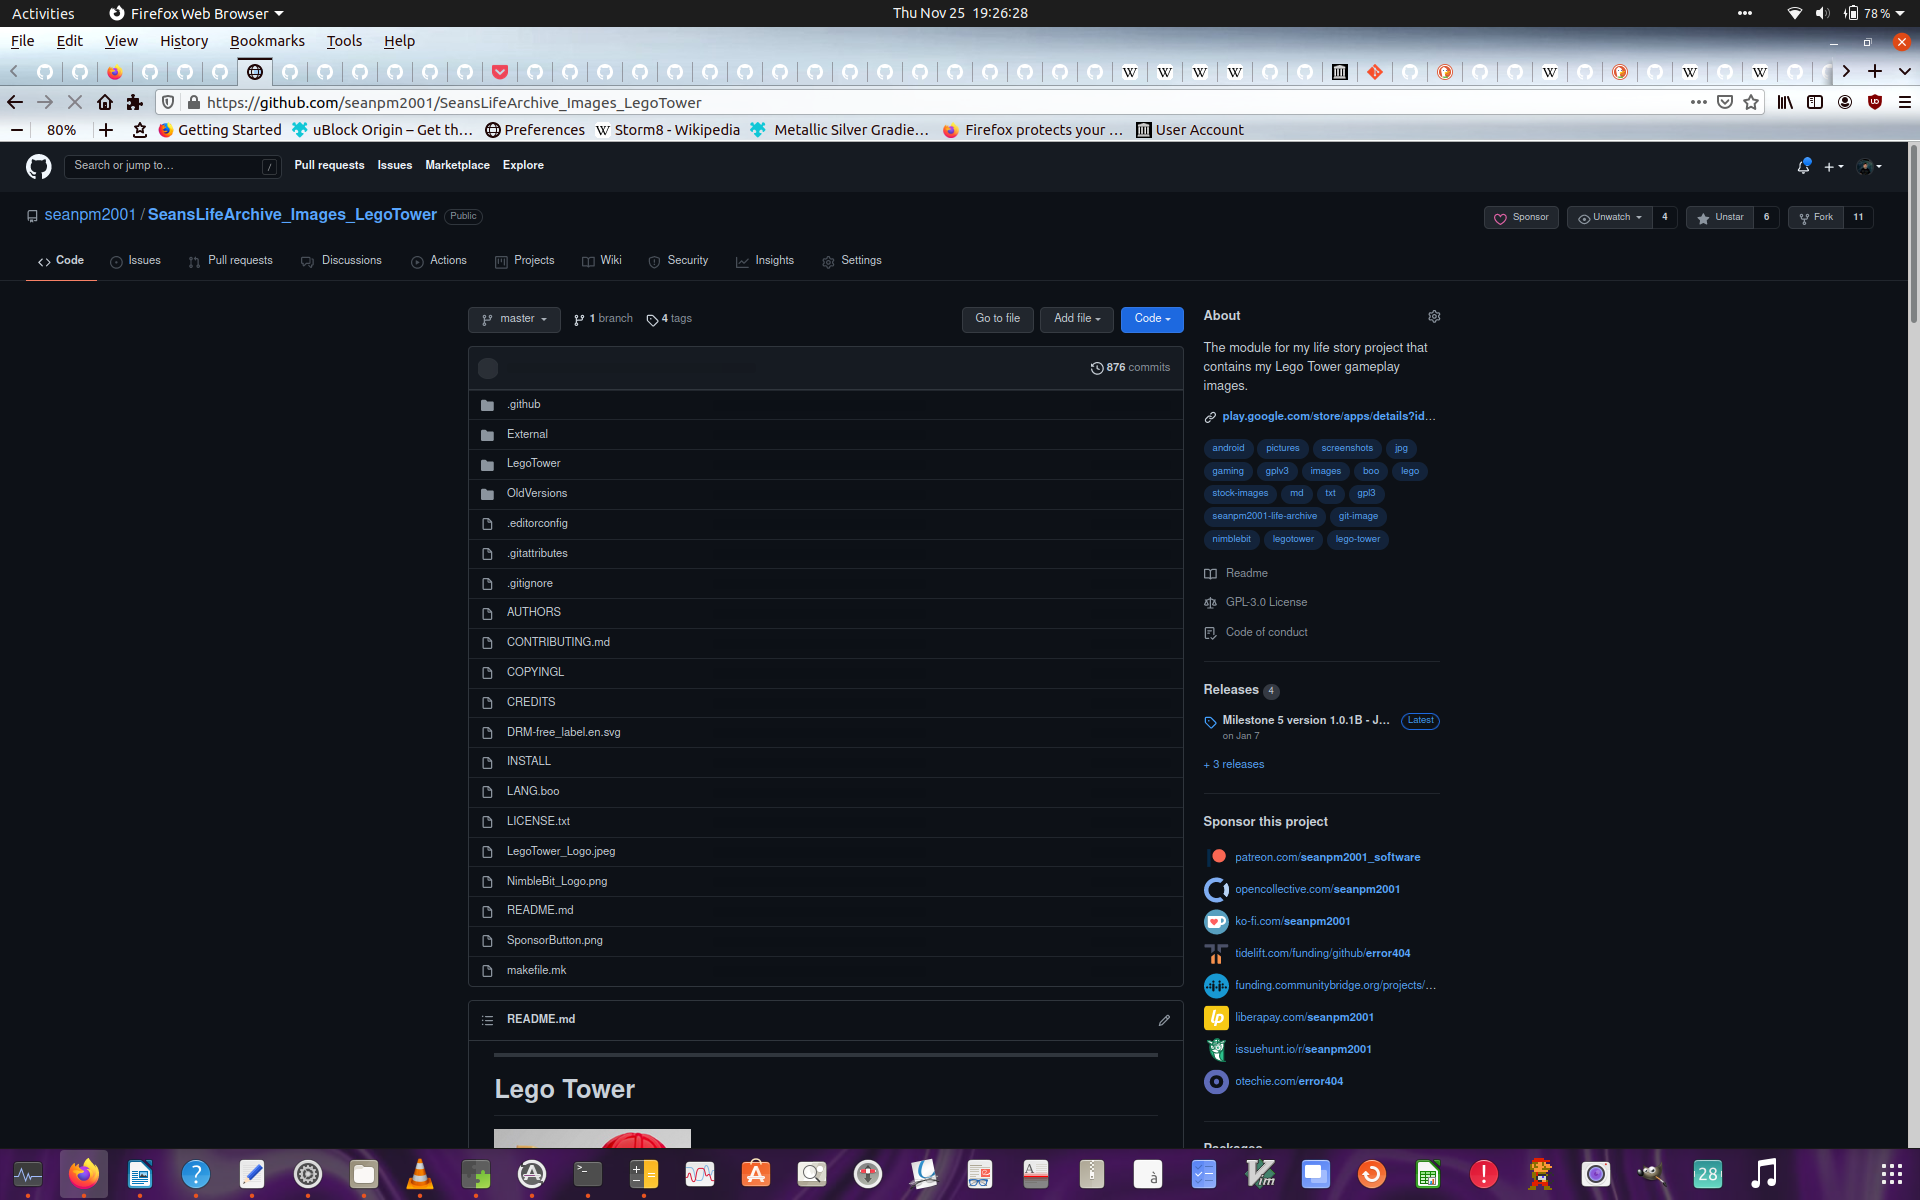 Activities
Firefox Web Browser
Thu Nov 25 19:26:28
78 %
File Edit View History Bookmarks Tools Help
https://github.com/seanpm2001/SeansLifeArchive_Images_LegoTower
80%
Getting Started
uBlock Origin – Get th…
Preferences
Storm8 - Wikipedia
Metallic Silver Gradie…
Firefox protects your …
User Account
Search or jump to…
/
Pull requests Issues Marketplace Explore
seanpm2001 / SeansLifeArchive_Images_LegoTower
Public
Sponsor
Unwatch 4
Unstar 6
Fork 11
Code
Issues
Pull requests
Discussions
Actions
Projects
Wiki
Security
Insights
Settings
master
1 branch
4 tags
Go to file
Add file
Code
876 commits
.github
External
LegoTower
OldVersions
.editorconfig
.gitattributes
.gitignore
AUTHORS
CONTRIBUTING.md
COPYINGL
CREDITS
DRM-free_label.en.svg
INSTALL
LANG.boo
LICENSE.txt
LegoTower_Logo.jpeg
NimbleBit_Logo.png
README.md
SponsorButton.png
makefile.mk
README.md
Lego Tower
About
The module for my life story project that
contains my Lego Tower gameplay
images.
play.google.com/store/apps/details?id…
android pictures screenshots jpg
gaming gplv3 images boo lego
stock-images md txt gpl3
seanpm2001-life-archive git-image
nimblebit legotower lego-tower
Readme
GPL-3.0 License
Code of conduct
Releases 4
Milestone 5 version 1.0.1B - J… Latest
on Jan 7
+ 3 releases
Sponsor this project
patreon.com/seanpm2001_software
opencollective.com/seanpm2001
ko-fi.com/seanpm2001
tidelift.com/funding/github/error404
funding.communitybridge.org/projects/…
liberapay.com/seanpm2001
issuehunt.io/r/seanpm2001
otechie.com/error404
Packages
28